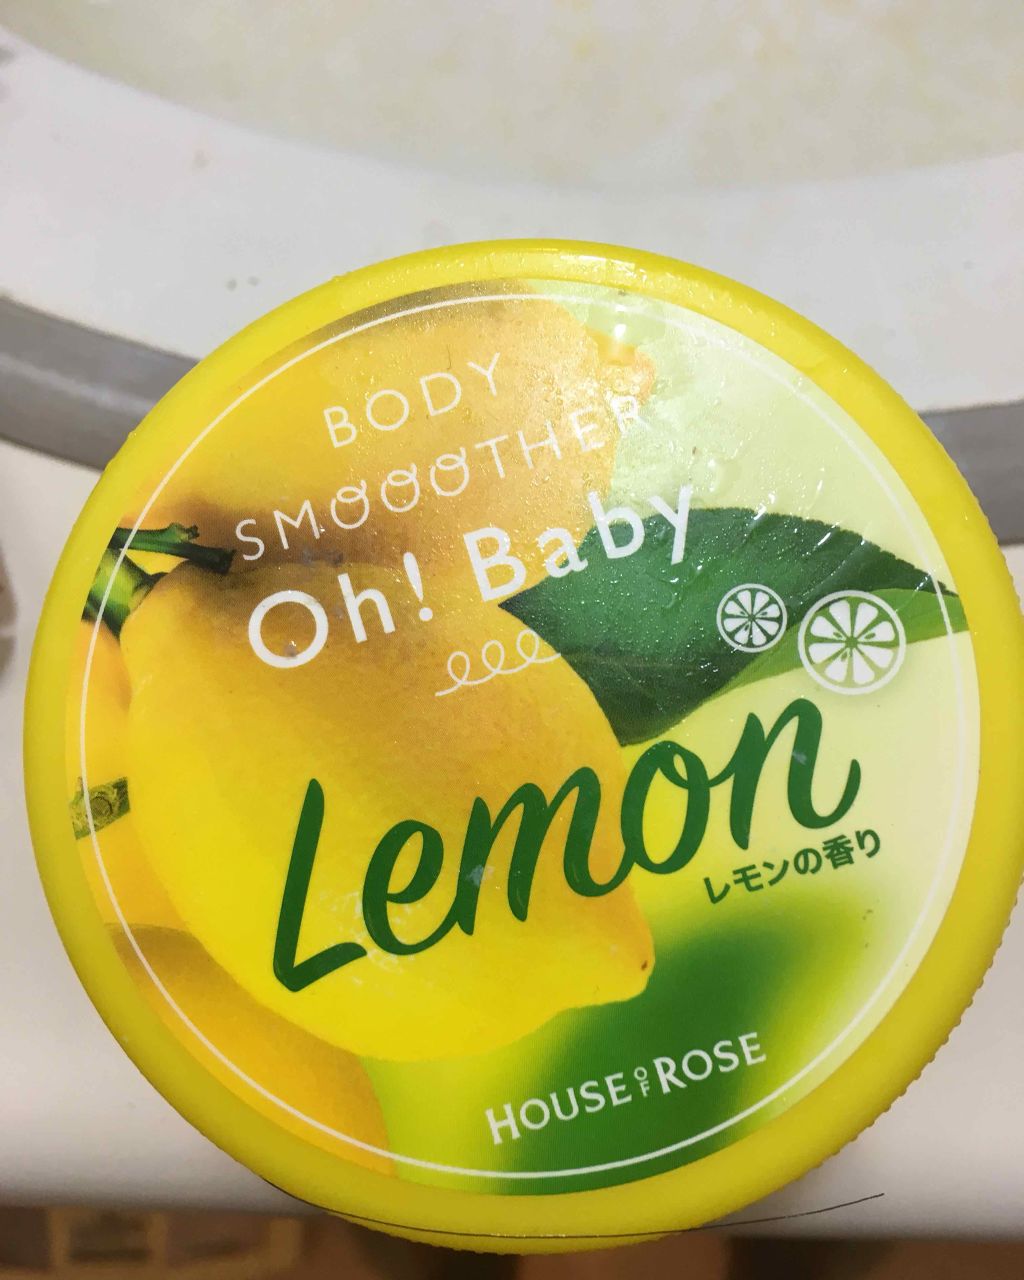 BODY
SMOOOTHER
Oh! Baby
Lemon
レモンの香り
HOUSE OF ROSE